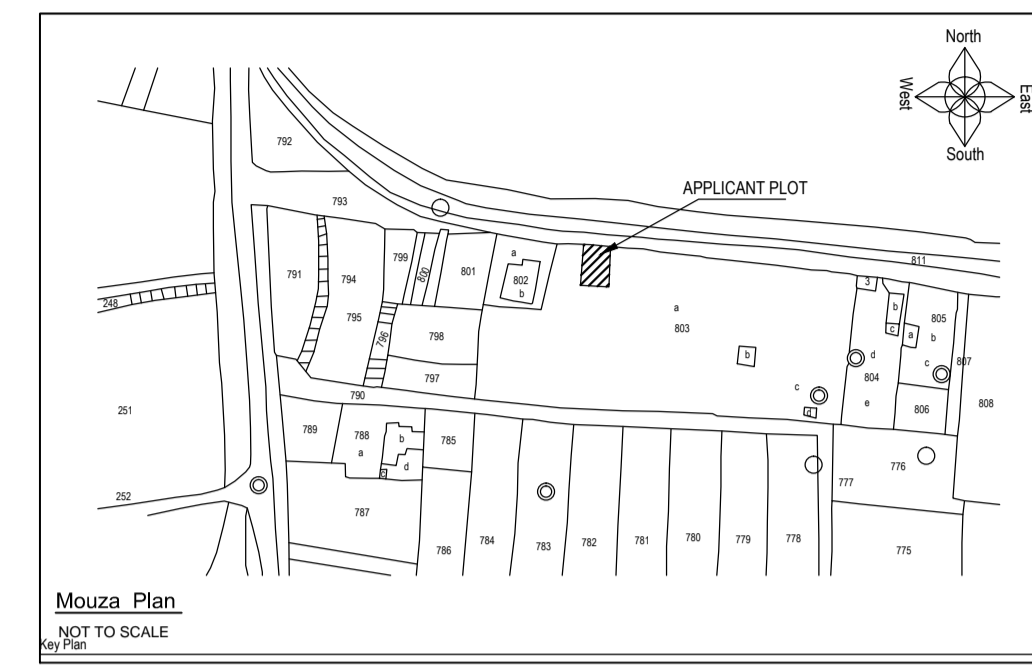 North
West
East
South
792
APPLICANT PLOT
793
811
791
794
799
800
801
a
802
b
3
248
795
796
798
a
803
b
b
c
a
805
b
c
807
d
804
e
806
808
797
790
c
d
251
789
788
a
b
c
d
785
252
787
786
784
783
782
781
780
779
778
777
776
775
Mouza Plan
NOT TO SCALE
Key Plan